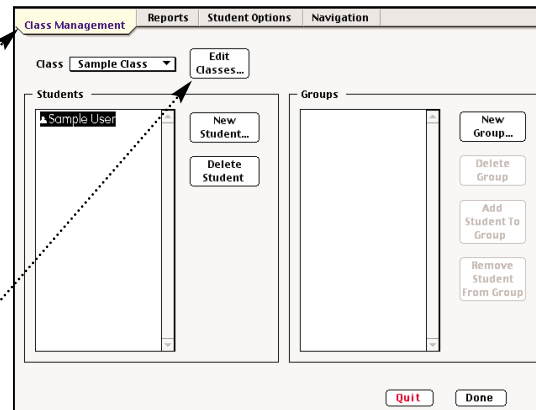 Class Management
Reports
Student Options
Navigation
Class
Sample Class
Edit
Classes...
Students
Groups
Sample User
New
Student...
Delete
Student
New
Group...
Delete
Group
Add
Student To
Group
Remove
Student
From Group
Quit
Done